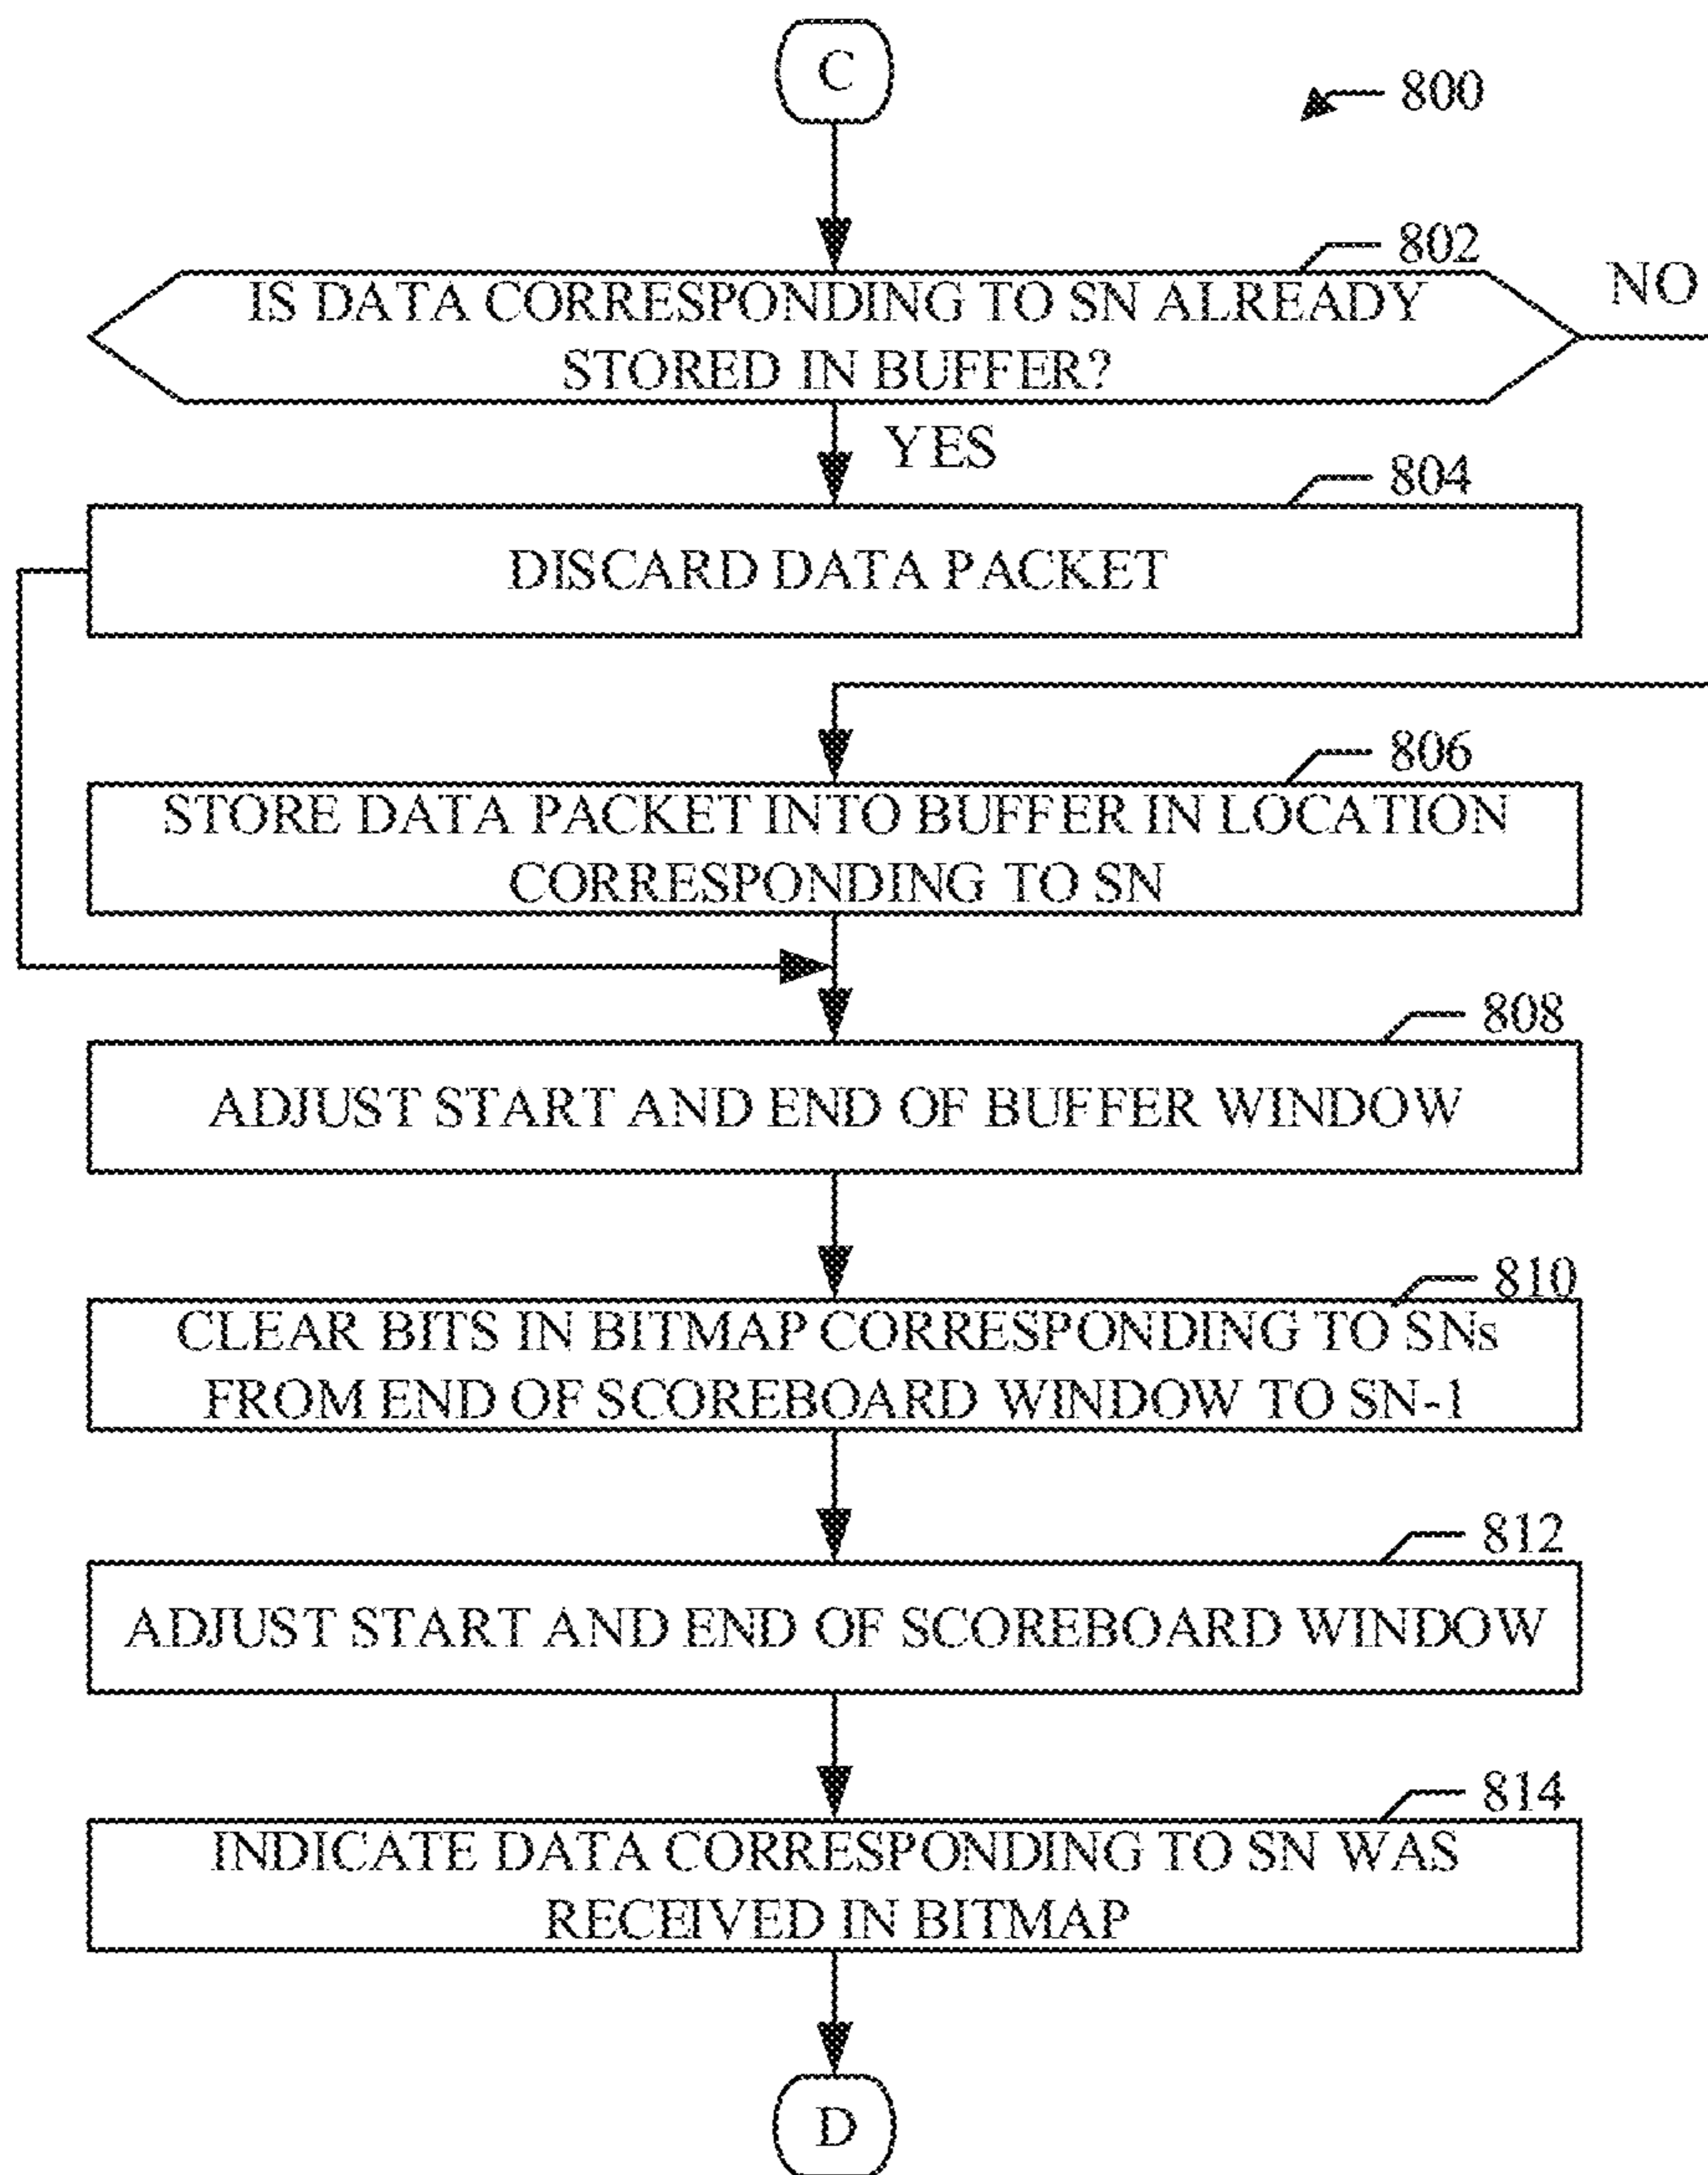 C
800
802
NO
IS DATA CORRESPONDING TO SN ALREADY
STORED IN BUFFER?
YES
804
DISCARD DATA PACKET
806
STORE DATA PACKET INTO BUFFER IN LOCATION
CORRESPONDING TO SN
808
ADJUST START AND END OF BUFFER WINDOW
810
CLEAR BITS IN BITMAP CORRESPONDING TO SNs
FROM END OF SCOREBOARD WINDOW TO SN-1
812
ADJUST START AND END OF SCOREBOARD WINDOW
814
INDICATE DATA CORRESPONDING TO SN WAS
RECEIVED IN BITMAP
D